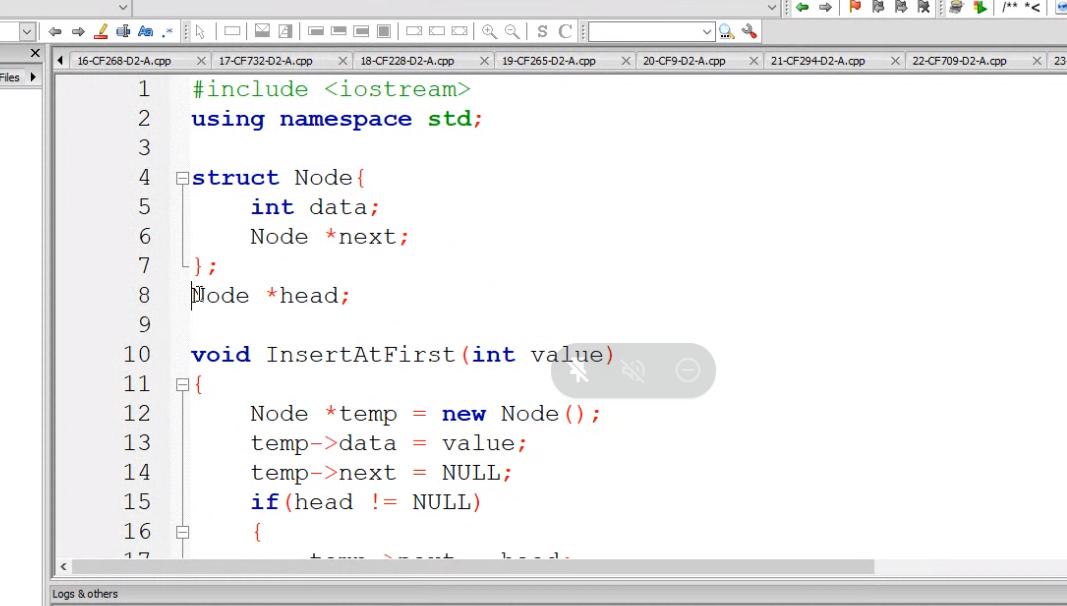 /** *<
S C
16-CF268-D2-A.cpp 17-CF732-D2-A.cpp 18-CF228-D2-A.cpp 19-CF265-D2-A.cpp 20-CF9-D2-A.cpp 21-CF294-D2-A.cpp 22-CF709-D2-A.cpp 23
Files
1 #include <iostream>
2 using namespace std;
3
4 struct Node{
5 int data;
6 Node *next;
7 };
8 Node *head;
9
10 void InsertAtFirst(int value)
11 {
12 Node *temp = new Node();
13 temp->data = value;
14 temp->next = NULL;
15 if(head != NULL)
16 {
17 temp->next = head;
Logs & others